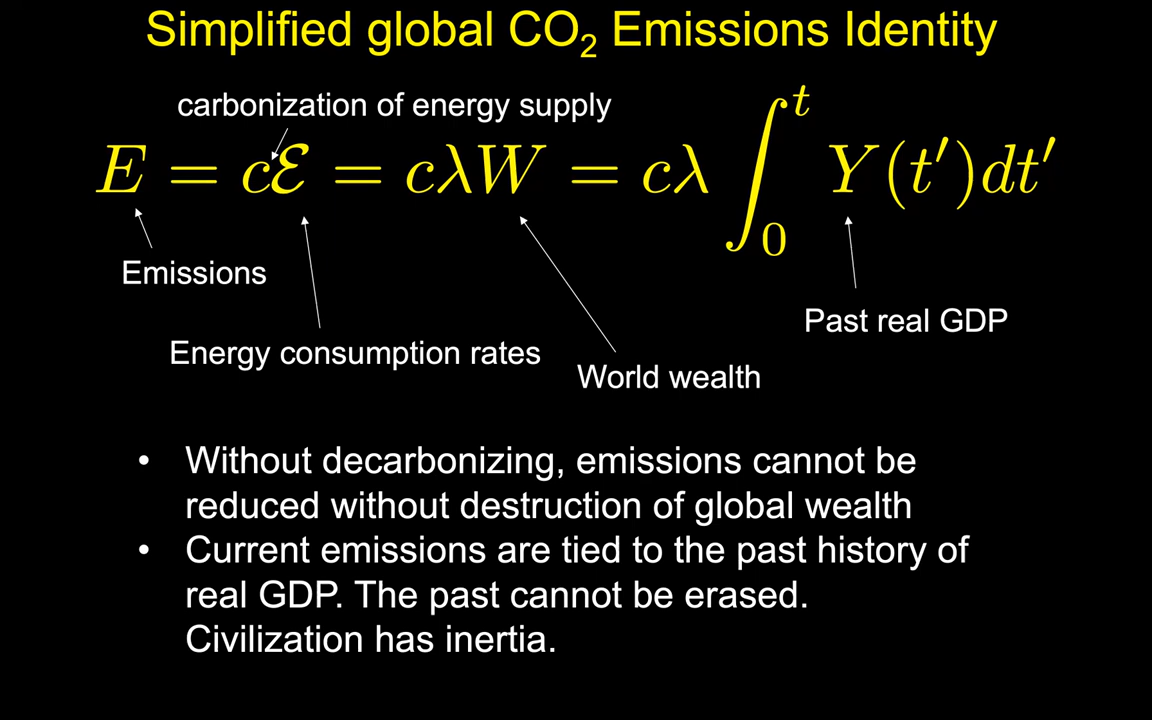 Simplified global CO₂ Emissions Identity
carbonization of energy supply
E = cℰ = cλW = cλ ∫₀ᵗ Y(t′)dt′
Emissions
Past real GDP
Energy consumption rates
World wealth
• Without decarbonizing, emissions cannot be
reduced without destruction of global wealth
• Current emissions are tied to the past history of
real GDP. The past cannot be erased.
Civilization has inertia.